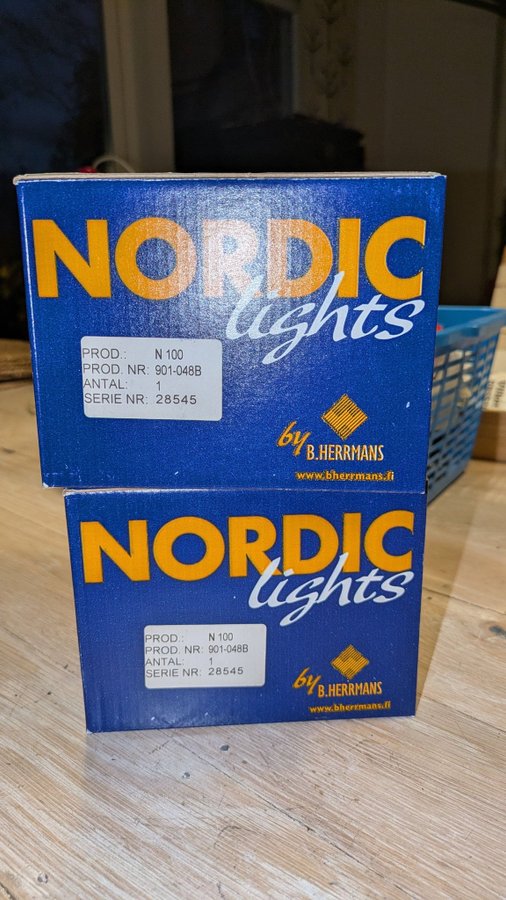 NORDIC
lights
PROD.: N 100
PROD. NR: 901-048B
ANTAL: 1
SERIE NR: 28545
by B.HERRMANS
www.bherrmans.fi
NORDIC
lights
PROD.: N 100
PROD. NR: 901-048B
ANTAL: 1
SERIE NR: 28545
by B.HERRMANS
www.bherrmans.fi